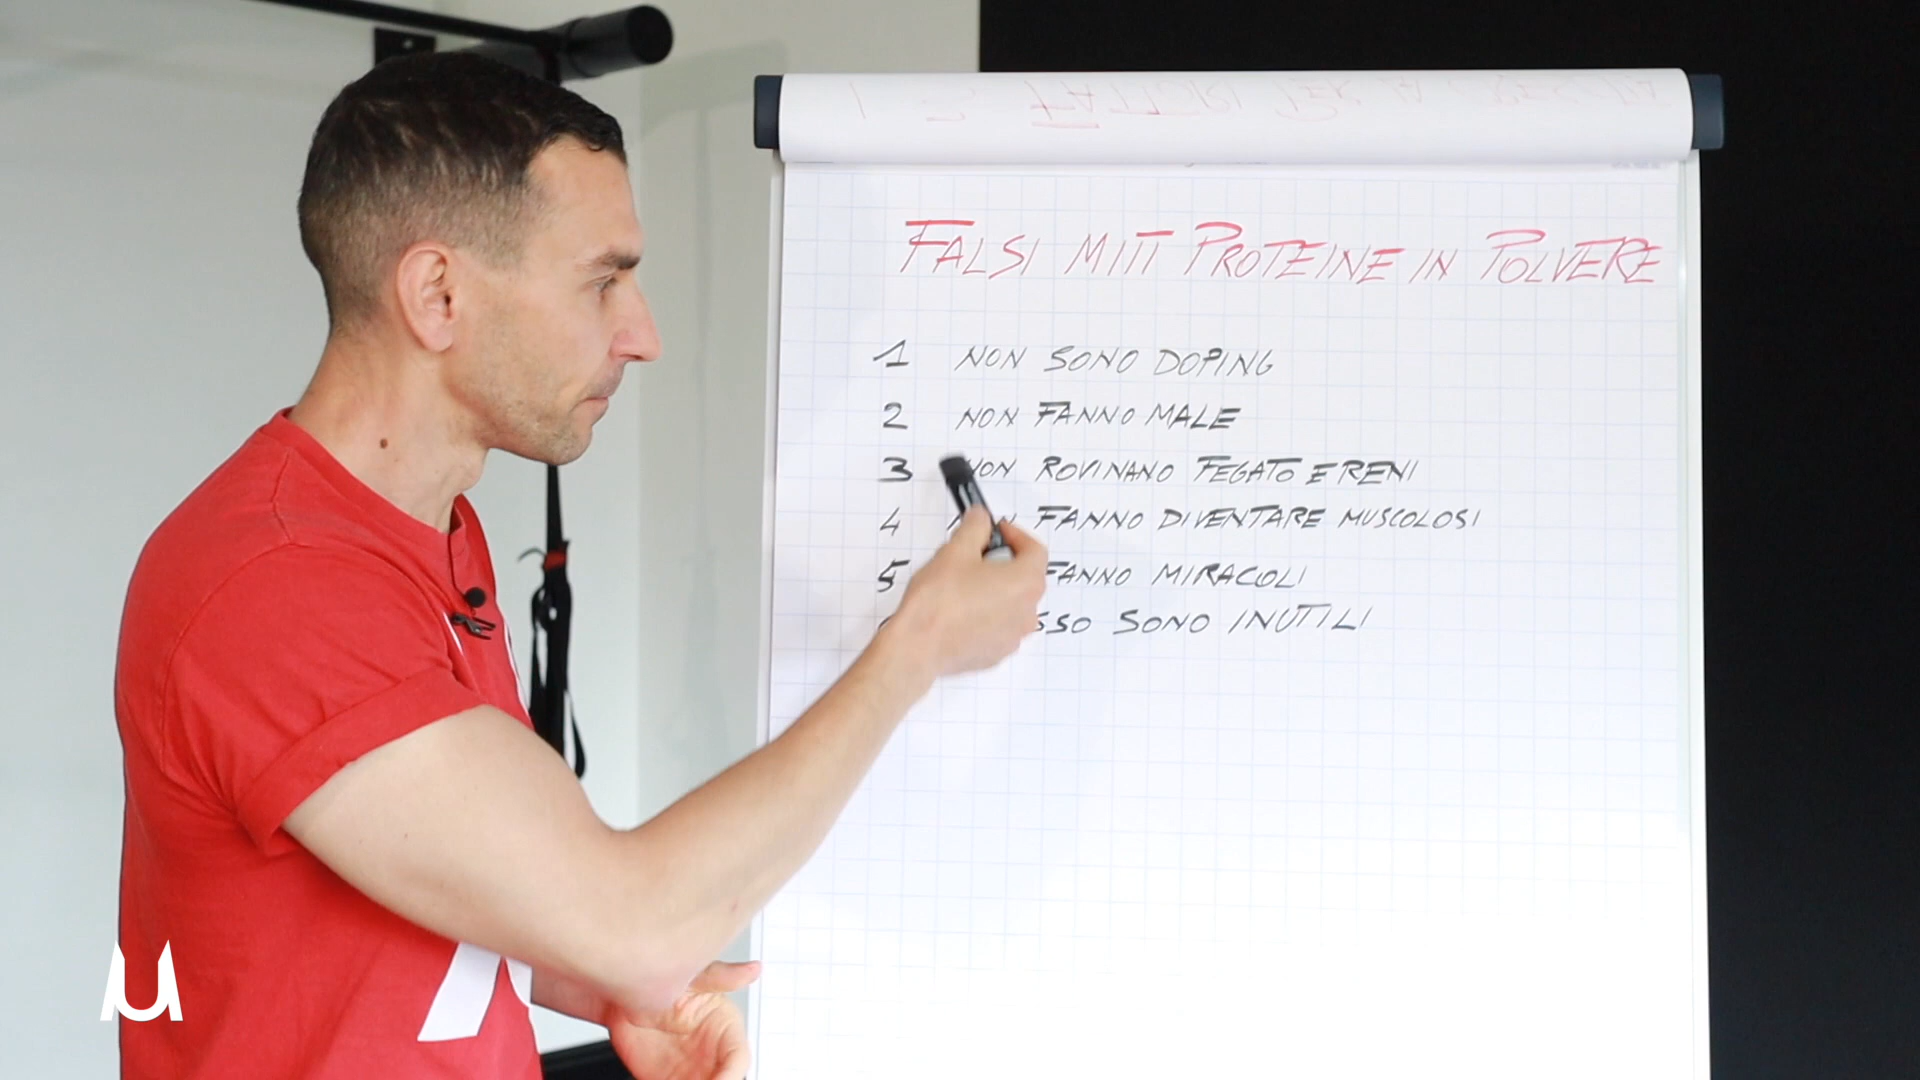 FALSI MITI PROTEINE IN POLVERE
1 NON SONO DOPING
2 NON FANNO MALE
3 NON ROVINANO FEGATO E RENI
4 FANNO DIVENTARE MUSCOLOSI
5 FANNO MIRACOLI
SONO INUTILI